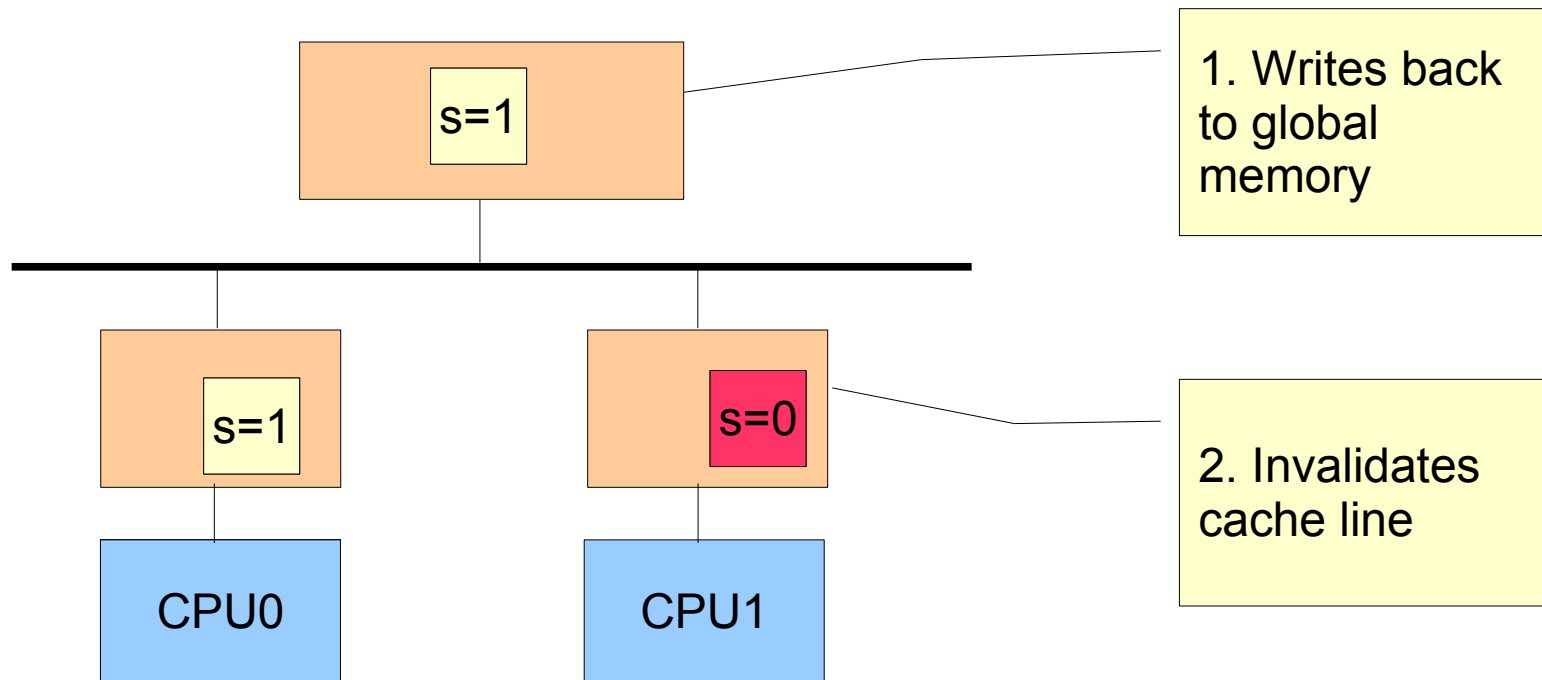 s=1
1. Writes back
to global
memory
s=1
s=0
2. Invalidates
cache line
CPU0
CPU1